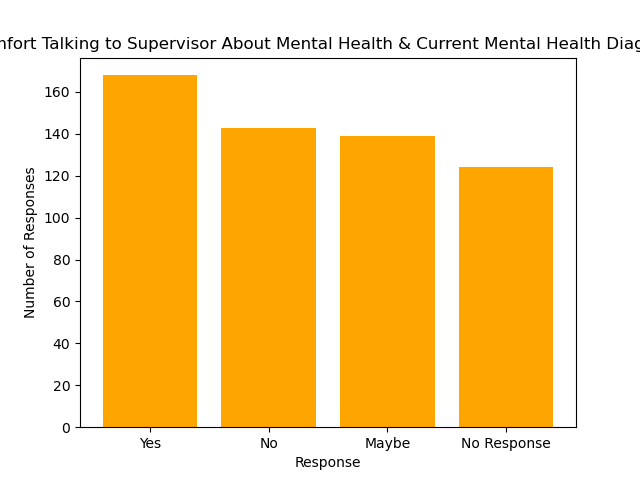 nfort Talking to Supervisor About Mental Health & Current Mental Health Diag
160
140
120
100
80
60
40
20
0
Number of Responses
Yes No Maybe No Response
Response